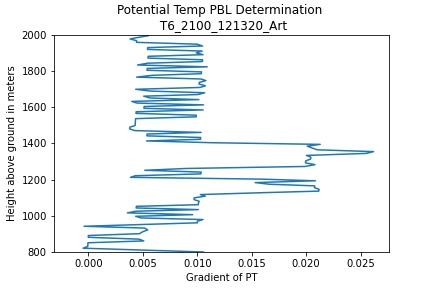 Potential Temp PBL Determination
T6_2100_121320_Art
Height above ground in meters
2000
1800
1600
1400
1200
1000
800
0.000 0.005 0.010 0.015 0.020 0.025
Gradient of PT